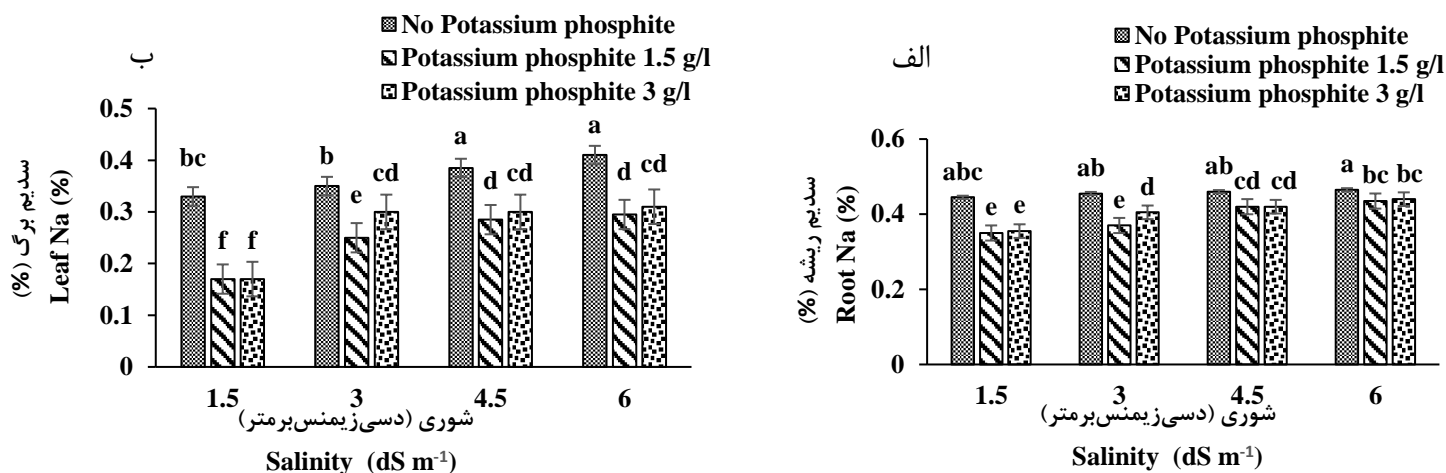 ب
No Potassium phosphite
Potassium phosphite 1.5 g/l
Potassium phosphite 3 g/l
سدیم برگ (%)
Leaf Na (%)
0.5
0.4
0.3
0.2
0.1
0
bc
f
f
b
e
cd
a
d
cd
a
d
cd
1.5
3
4.5
6
شوری (دسی‌زیمنس‌برمتر)
Salinity (dS m-1)
الف
No Potassium phosphite
Potassium phosphite 1.5 g/l
Potassium phosphite 3 g/l
سدیم ریشه (%)
Root Na (%)
0.6
0.4
0.2
0
abc
e
e
ab
e
d
ab
cd
cd
a
bc
bc
1.5
3
4.5
6
شوری (دسی‌زیمنس‌برمتر)
Salinity (dS m-1)